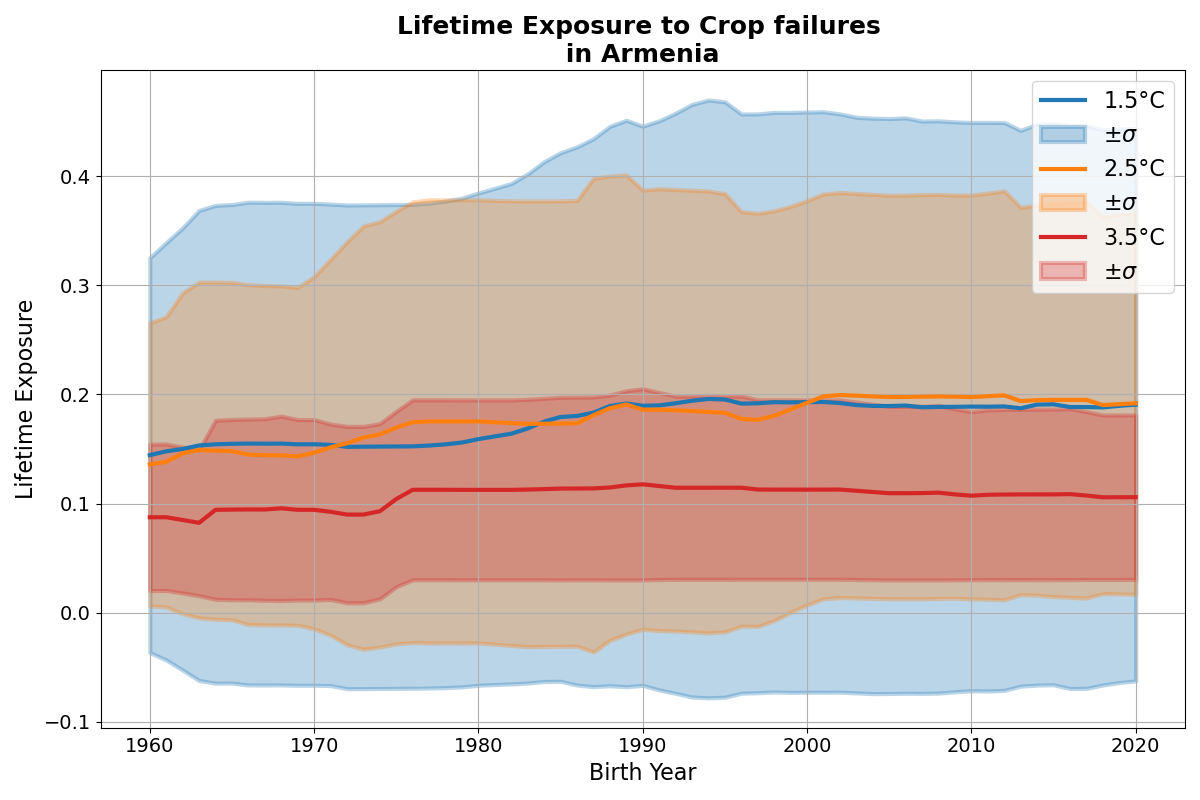 Lifetime Exposure to Crop failures
in Armenia
Lifetime Exposure
0.4
0.3
0.2
0.1
0.0
−0.1
1960
1970
1980
1990
2000
2010
2020
Birth Year
1.5°C
±σ
2.5°C
±σ
3.5°C
±σ